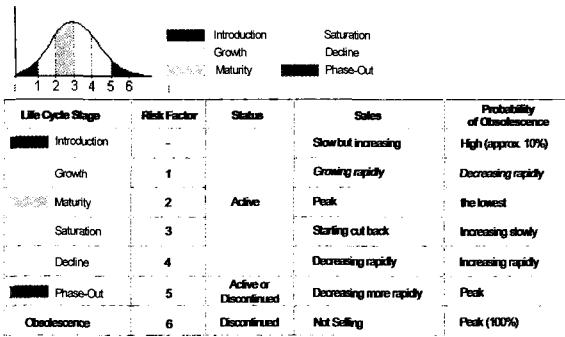 Introduction Saturation
Growth Decline
Maturity Phase-Out
1 2 3 4 5 6
Life Cycle Stage Risk Factor Status Sales Probability
of Obsolescence
Introduction - Slow but increasing High (approx. 10%)
Growth 1 Growing rapidly Decreasing rapidly
Maturity 2 Active Peak the lowest
Saturation 3 Starting cut back Increasing slowly
Decline 4 Decreasing rapidly Increasing rapidly
Phase-Out 5 Active or
Discontinued Decreasing more rapidly Peak
Obsolescence 6 Discontinued Not Selling Peak (100%)